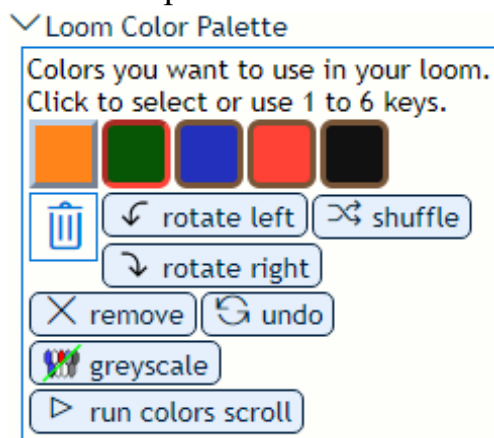 Loom Color Palette
Colors you want to use in your loom.
Click to select or use 1 to 6 keys.
rotate left shuffle
rotate right
remove undo
greyscale
run colors scroll